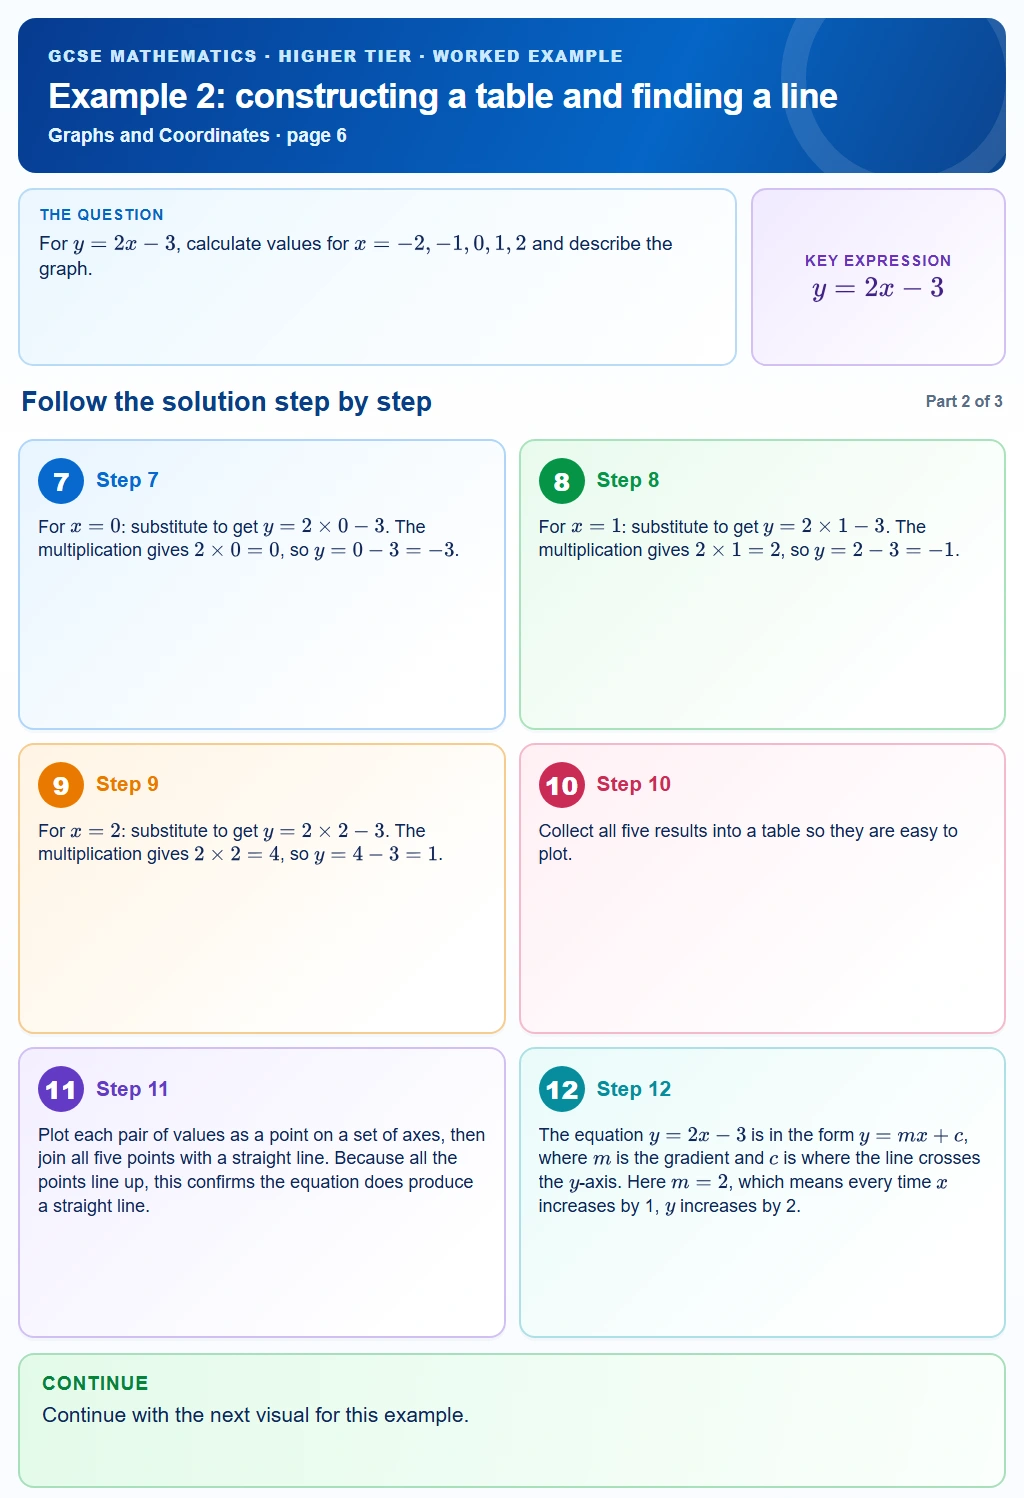 GCSE MATHEMATICS · HIGHER TIER · WORKED EXAMPLE
Example 2: constructing a table and finding a line
Graphs and Coordinates · page 6
THE QUESTION
For y = 2x − 3, calculate values for x = −2, −1, 0, 1, 2 and describe the
graph.
KEY EXPRESSION
y = 2x − 3
Follow the solution step by step
Part 2 of 3
7 Step 7
For x = 0: substitute to get y = 2 × 0 − 3. The
multiplication gives 2 × 0 = 0, so y = 0 − 3 = −3.
8 Step 8
For x = 1: substitute to get y = 2 × 1 − 3. The
multiplication gives 2 × 1 = 2, so y = 2 − 3 = −1.
9 Step 9
For x = 2: substitute to get y = 2 × 2 − 3. The
multiplication gives 2 × 2 = 4, so y = 4 − 3 = 1.
10 Step 10
Collect all five results into a table so they are easy to
plot.
11 Step 11
Plot each pair of values as a point on a set of axes, then
join all five points with a straight line. Because all the
points line up, this confirms the equation does produce
a straight line.
12 Step 12
The equation y = 2x − 3 is in the form y = mx + c,
where m is the gradient and c is where the line crosses
the y-axis. Here m = 2, which means every time x
increases by 1, y increases by 2.
CONTINUE
Continue with the next visual for this example.